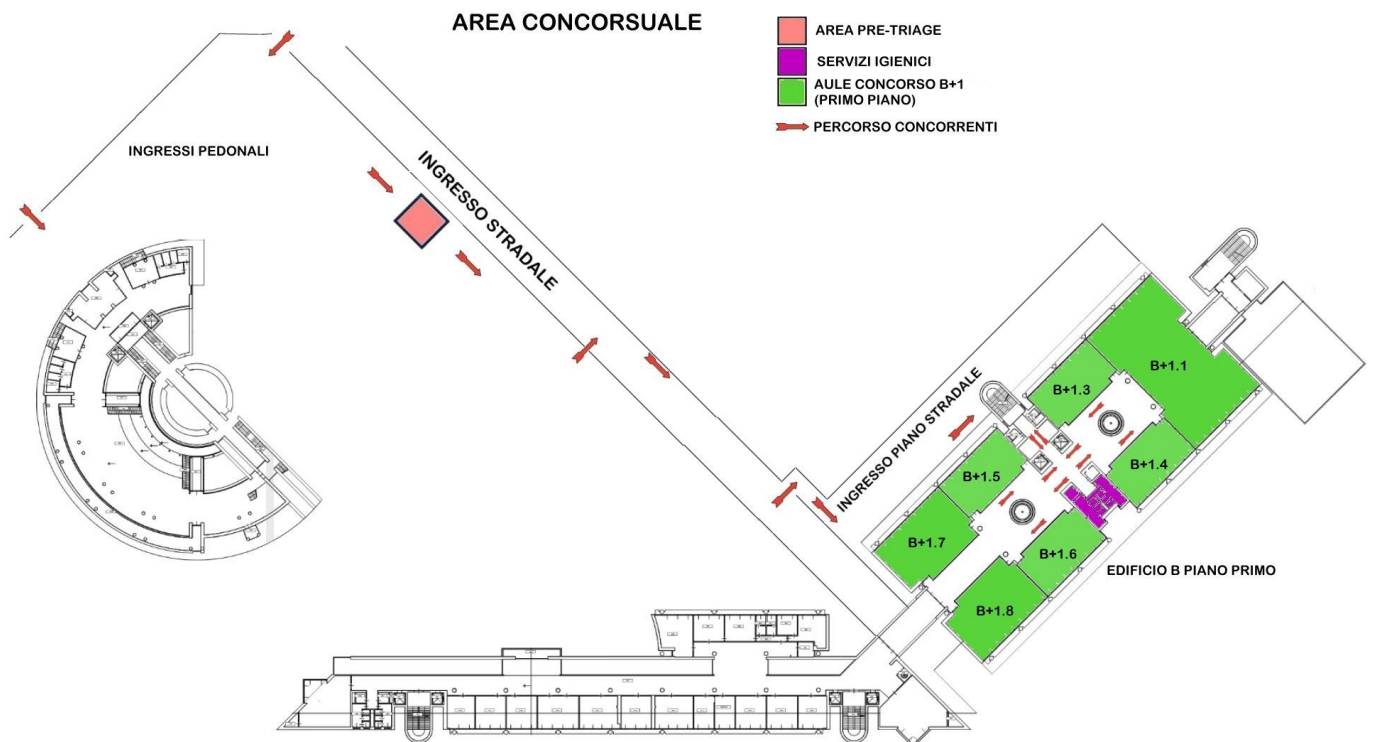 AREA CONCORSUALE
AREA PRE-TRIAGE
SERVIZI IGIENICI
AULE CONCORSO B+1
(PRIMO PIANO)
PERCORSO CONCORRENTI
INGRESSI PEDONALI
INGRESSO STRADALE
INGRESSO PIANO STRADALE
B+1.1
B+1.3
B+1.4
B+1.5
B+1.7
B+1.6
B+1.8
EDIFICIO B PIANO PRIMO